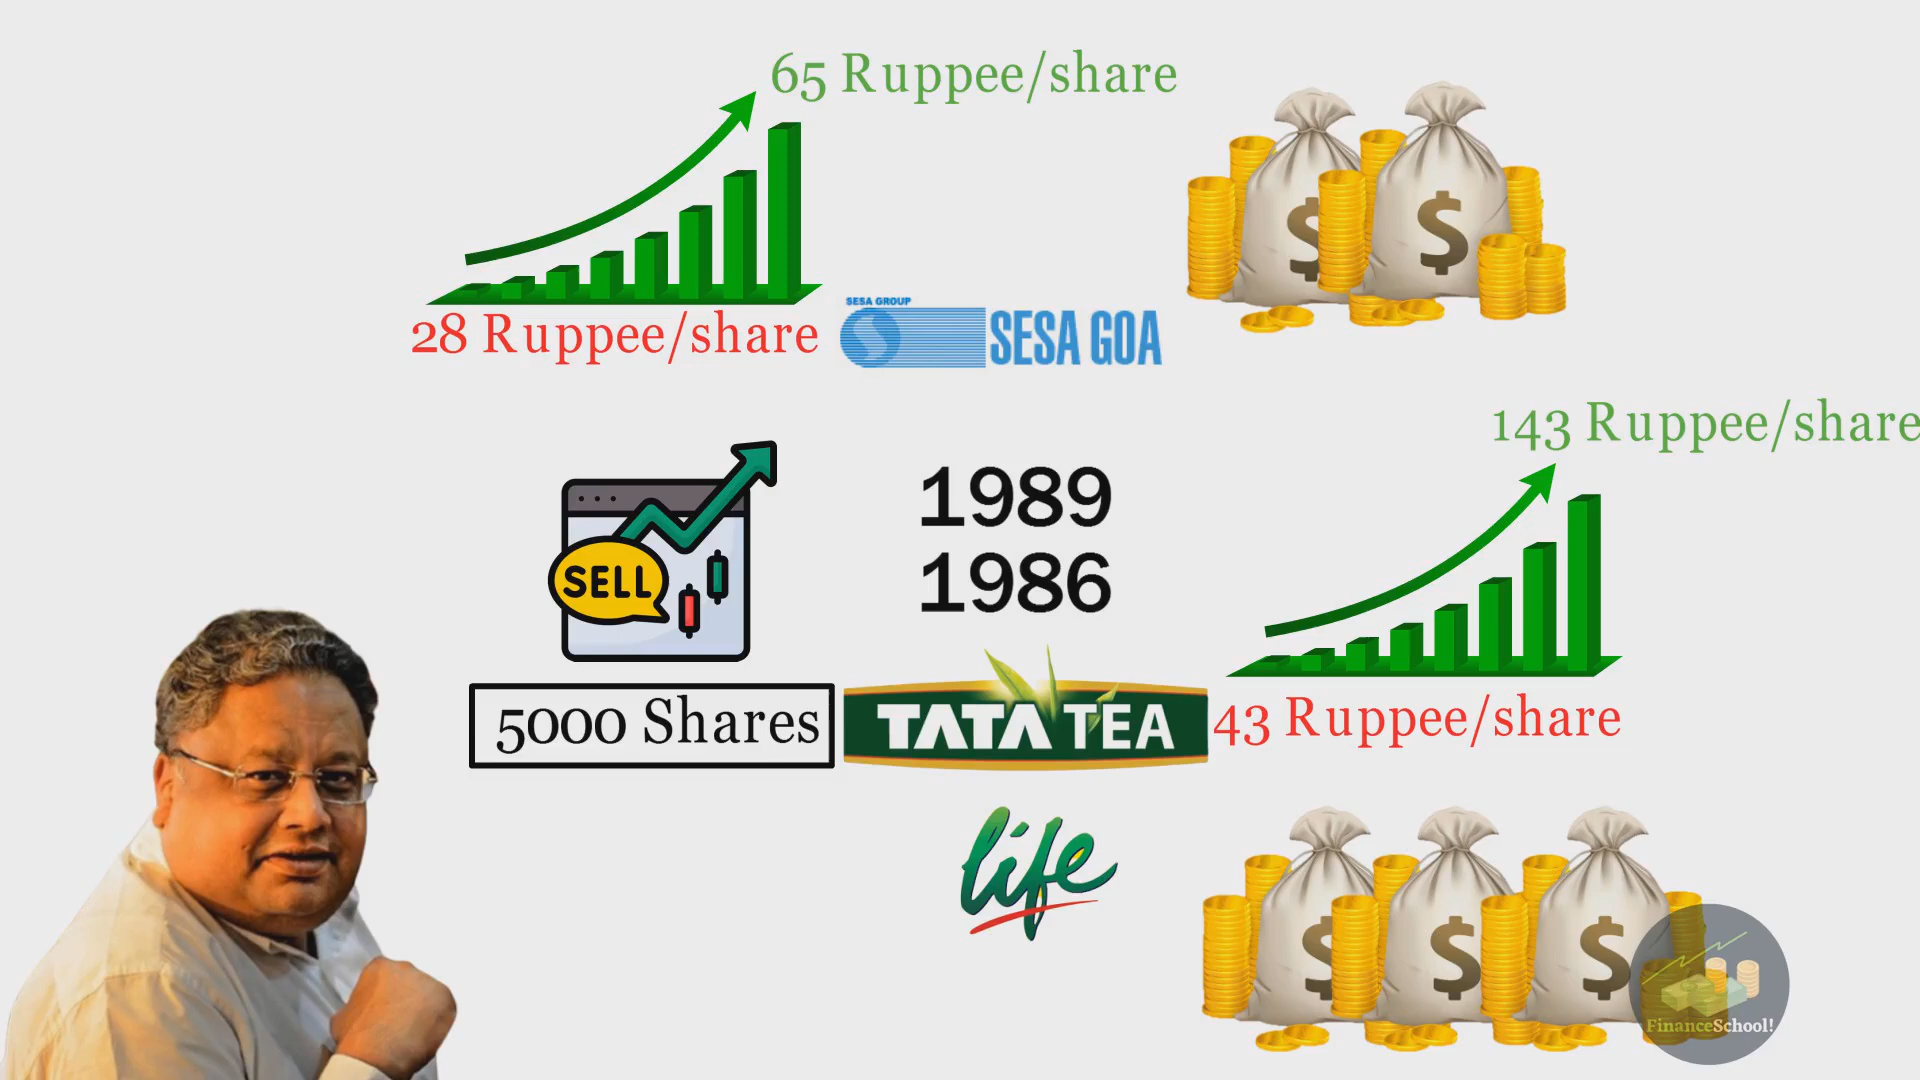 65 Ruppee/share
$ $
28 Ruppee/share
SESA GROUP
SESA GOA
143 Ruppee/share
1989
SELL
1986
5000 Shares
TATA TEA
43 Ruppee/share
life
$ $ $
FinanceSchool!